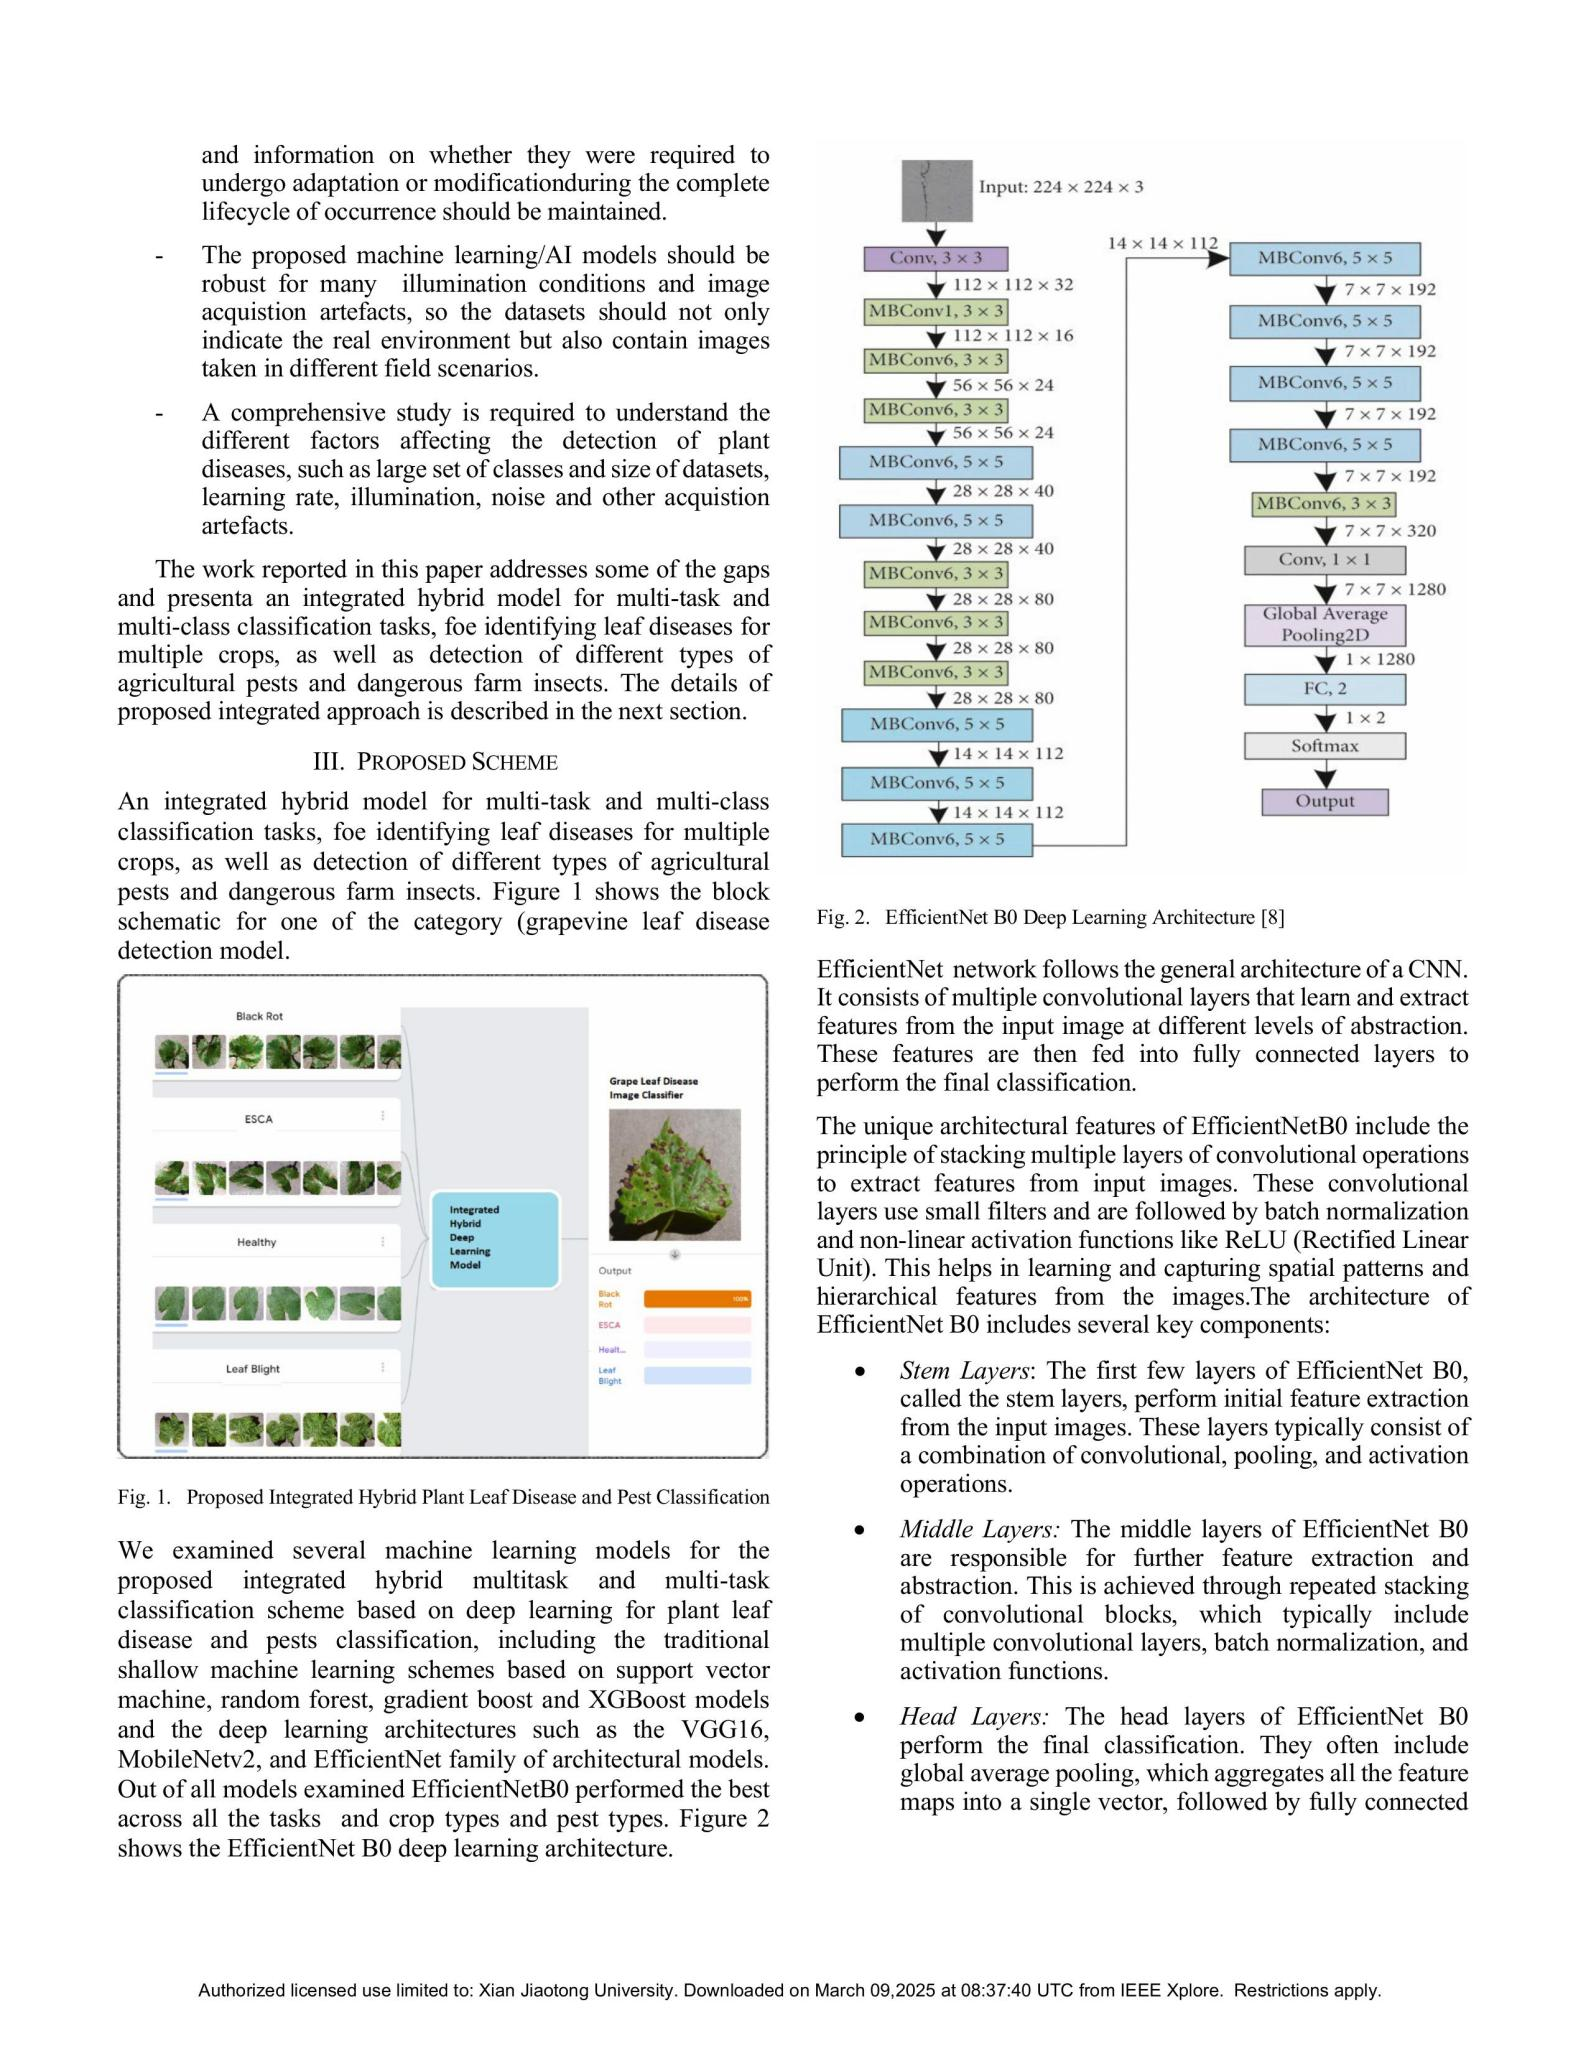 and information on whether they were required to
undergo adaptation or modificationduring the complete
lifecycle of occurrence should be maintained.
- The proposed machine learning/AI models should be
robust for many illumination conditions and image
acquistion artefacts, so the datasets should not only
indicate the real environment but also contain images
taken in different field scenarios.
- A comprehensive study is required to understand the
different factors affecting the detection of plant
diseases, such as large set of classes and size of datasets,
learning rate, illumination, noise and other acquistion
artefacts.
The work reported in this paper addresses some of the gaps
and presenta an integrated hybrid model for multi-task and
multi-class classification tasks, foe identifying leaf diseases for
multiple crops, as well as detection of different types of
agricultural pests and dangerous farm insects. The details of
proposed integrated approach is described in the next section.
III. PROPOSED SCHEME
An integrated hybrid model for multi-task and multi-class
classification tasks, foe identifying leaf diseases for multiple
crops, as well as detection of different types of agricultural
pests and dangerous farm insects. Figure 1 shows the block
schematic for one of the category (grapevine leaf disease
detection model.
Black Rot
ESCA
Healthy
Leaf Blight
Integrated
Hybrid
Deep
Learning
Model
Grape Leaf Disease
Image Classifier
Output
Black
Rot
100%
ESCA
Healt...
Leaf
Blight
Fig. 1. Proposed Integrated Hybrid Plant Leaf Disease and Pest Classification
We examined several machine learning models for the
proposed integrated hybrid multitask and multi-task
classification scheme based on deep learning for plant leaf
disease and pests classification, including the traditional
shallow machine learning schemes based on support vector
machine, random forest, gradient boost and XGBoost models
and the deep learning architectures such as the VGG16,
MobileNetv2, and EfficientNet family of architectural models.
Out of all models examined EfficientNetB0 performed the best
across all the tasks and crop types and pest types. Figure 2
shows the EfficientNet B0 deep learning architecture.
Input: 224 × 224 × 3
Conv, 3 × 3
112 × 112 × 32
MBConv1, 3 × 3
112 × 112 × 16
MBConv6, 3 × 3
56 × 56 × 24
MBConv6, 3 × 3
56 × 56 × 24
MBConv6, 5 × 5
28 × 28 × 40
MBConv6, 5 × 5
28 × 28 × 40
MBConv6, 3 × 3
28 × 28 × 80
MBConv6, 3 × 3
28 × 28 × 80
MBConv6, 3 × 3
28 × 28 × 80
MBConv6, 5 × 5
14 × 14 × 112
MBConv6, 5 × 5
14 × 14 × 112
MBConv6, 5 × 5
14 × 14 × 112
MBConv6, 5 × 5
7 × 7 × 192
MBConv6, 5 × 5
7 × 7 × 192
MBConv6, 5 × 5
7 × 7 × 192
MBConv6, 5 × 5
7 × 7 × 192
MBConv6, 3 × 3
7 × 7 × 320
Conv, 1 × 1
7 × 7 × 1280
Global Average
Pooling2D
1 × 1280
FC, 2
1 × 2
Softmax
Output
Fig. 2. EfficientNet B0 Deep Learning Architecture [8]
EfficientNet network follows the general architecture of a CNN.
It consists of multiple convolutional layers that learn and extract
features from the input image at different levels of abstraction.
These features are then fed into fully connected layers to
perform the final classification.
The unique architectural features of EfficientNetB0 include the
principle of stacking multiple layers of convolutional operations
to extract features from input images. These convolutional
layers use small filters and are followed by batch normalization
and non-linear activation functions like ReLU (Rectified Linear
Unit). This helps in learning and capturing spatial patterns and
hierarchical features from the images.The architecture of
EfficientNet B0 includes several key components:
• Stem Layers: The first few layers of EfficientNet B0,
called the stem layers, perform initial feature extraction
from the input images. These layers typically consist of
a combination of convolutional, pooling, and activation
operations.
• Middle Layers: The middle layers of EfficientNet B0
are responsible for further feature extraction and
abstraction. This is achieved through repeated stacking
of convolutional blocks, which typically include
multiple convolutional layers, batch normalization, and
activation functions.
• Head Layers: The head layers of EfficientNet B0
perform the final classification. They often include
global average pooling, which aggregates all the feature
maps into a single vector, followed by fully connected
Authorized licensed use limited to: Xian Jiaotong University. Downloaded on March 09,2025 at 08:37:40 UTC from IEEE Xplore. Restrictions apply.